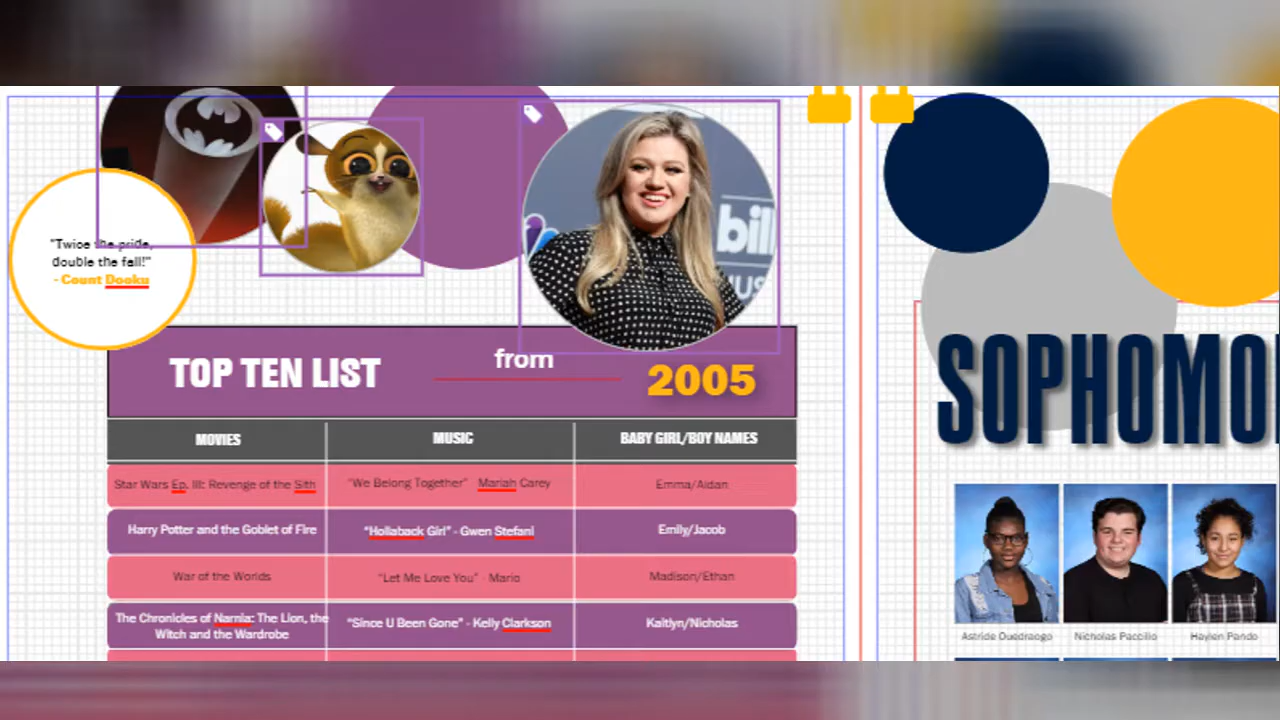 "Twice the pride,
double the fall!"
- Count Dooku
bill
US
TOP TEN LIST
from
2005
MOVIES
MUSIC
BABY GIRL/BOY NAMES
Star Wars Ep. III: Revenge of the Sith
"We Belong Together" Mariah Carey
Emma/Aidan
Harry Potter and the Goblet of Fire
"Hollaback Girl" - Gwen Stefani
Emily/Jacob
War of the Worlds
"Let Me Love You" - Mario
Madison/Ethan
The Chronicles of Narnia: The Lion, the
Witch and the Wardrobe
"Since U Been Gone" - Kelly Clarkson
Kaitlyn/Nicholas
SOPHOMO
Astride Ouedraogo
Nicholas Paccillo
Haylen Pando